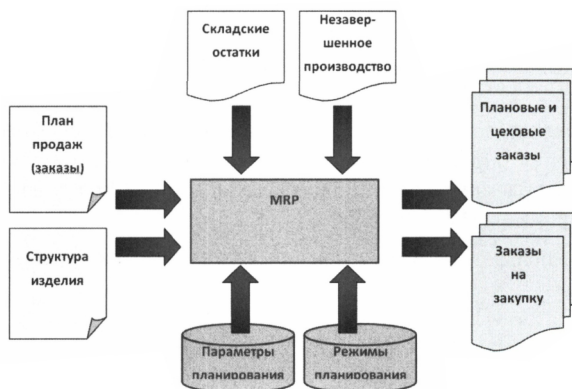 Складские
остатки
Незавер-
шенное
производство
План
продаж
(заказы)
Плановые и
цеховые
заказы
MRP
Структура
изделия
Заказы
на
закупку
Параметры
планирования
Режимы
планирования